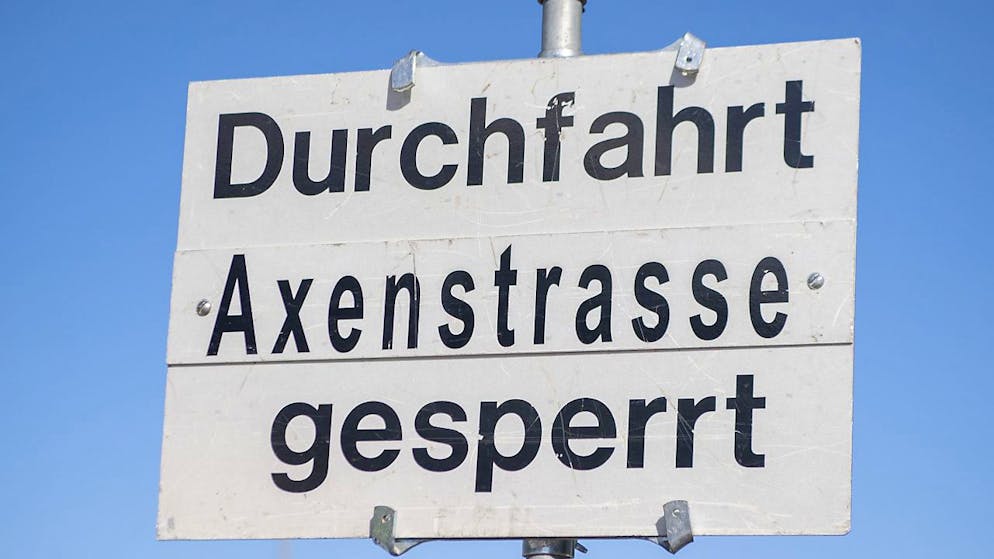 Durchfahrt
Axenstrasse
gesperrt